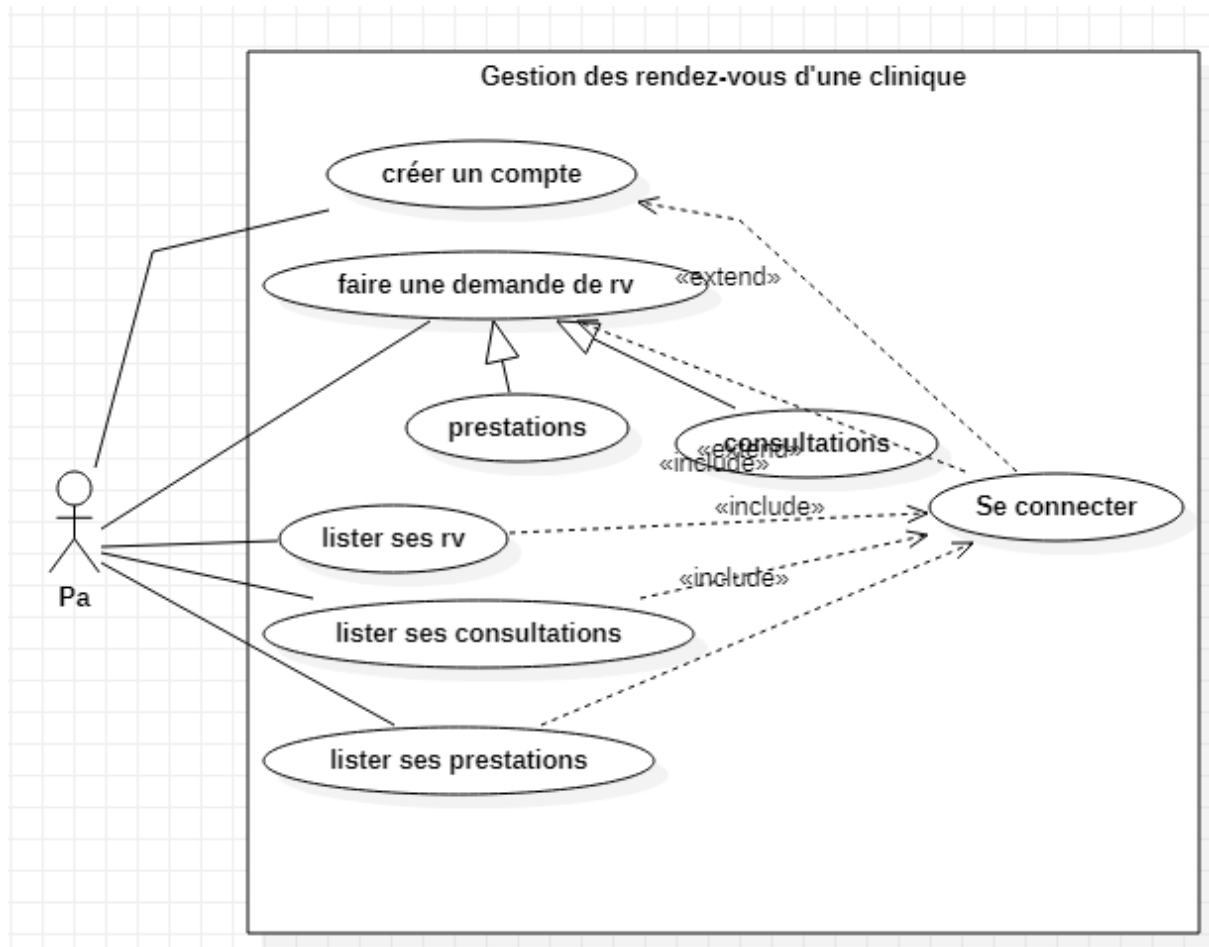 Gestion des rendez-vous d'une clinique
créer un compte
faire une demande de rv
«extend»
prestations
consultations
«extend»
«include»
Se connecter
«include»
lister ses rv
«include»
Pa
lister ses consultations
lister ses prestations